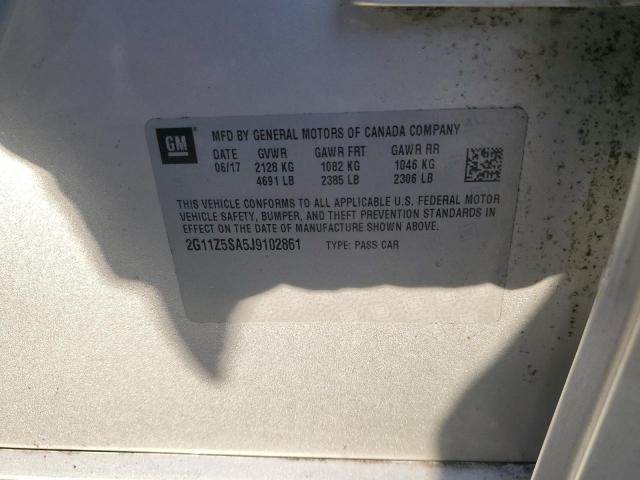 GM
MFD BY GENERAL MOTORS OF CANADA COMPANY
DATE GVWR GAWR FRT GAWR RR
06/17 2128 KG 1082 KG 1046 KG
4691 LB 2385 LB 2306 LB
THIS VEHICLE CONFORMS TO ALL APPLICABLE U.S. FEDERAL MOTOR
VEHICLE SAFETY, BUMPER, AND THEFT PREVENTION STANDARDS IN
EFFECT ON THE DATE OF MANUFACTURE SHOWN ABOVE.
2G11Z5SA5J9102861 TYPE: PASS CAR